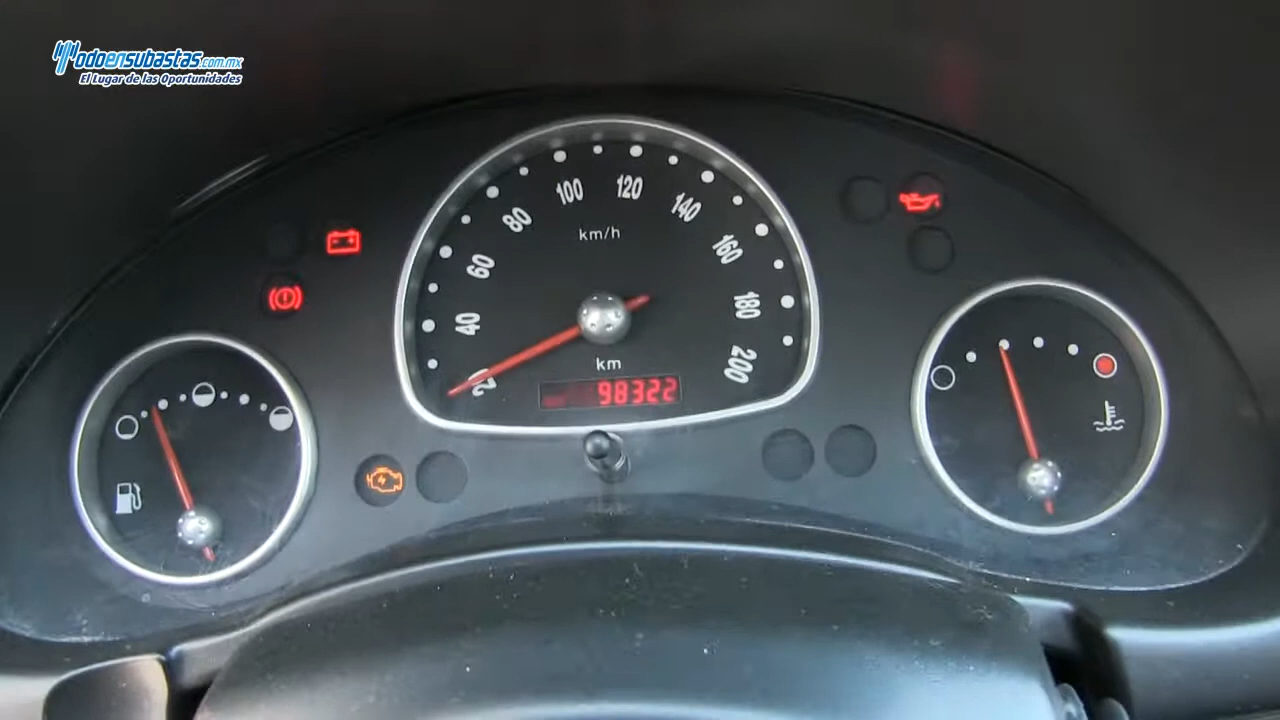 Todoensubastas.com.mx
El Lugar de las Oportunidades
20
40
60
80
100
120
140
160
180
200
km/h
km
98322